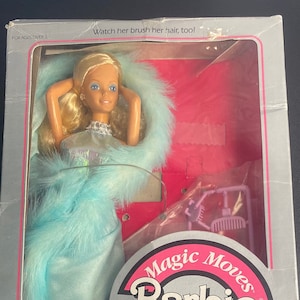 Watch her brush her hair, too!
Magic Moves
Barbie